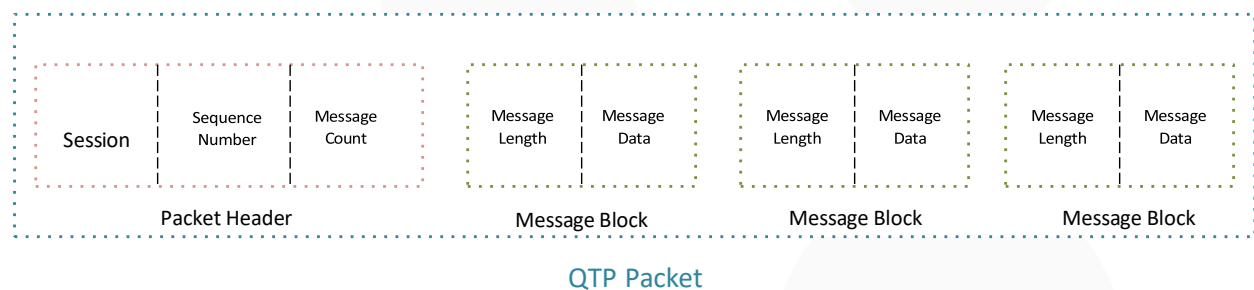 Session
Sequence
Number
Message
Count
Message
Length
Message
Data
Message
Length
Message
Data
Message
Length
Message
Data
Packet Header
Message Block
Message Block
Message Block
QTP Packet